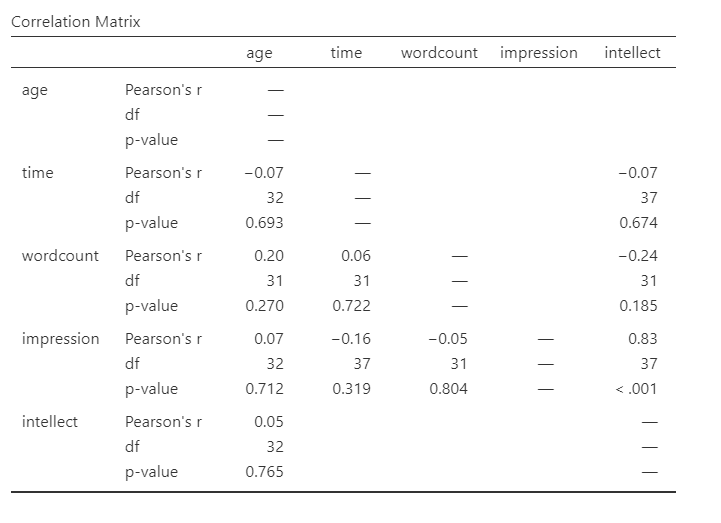 Correlation Matrix
age time wordcount impression intellect
age Pearson's r —
df —
p-value —
time Pearson's r −0.07 — −0.07
df 32 — 37
p-value 0.693 — 0.674
wordcount Pearson's r 0.20 0.06 — −0.24
df 31 31 — 31
p-value 0.270 0.722 — 0.185
impression Pearson's r 0.07 −0.16 −0.05 — 0.83
df 32 37 31 — 37
p-value 0.712 0.319 0.804 — < .001
intellect Pearson's r 0.05 —
df 32 —
p-value 0.765 —